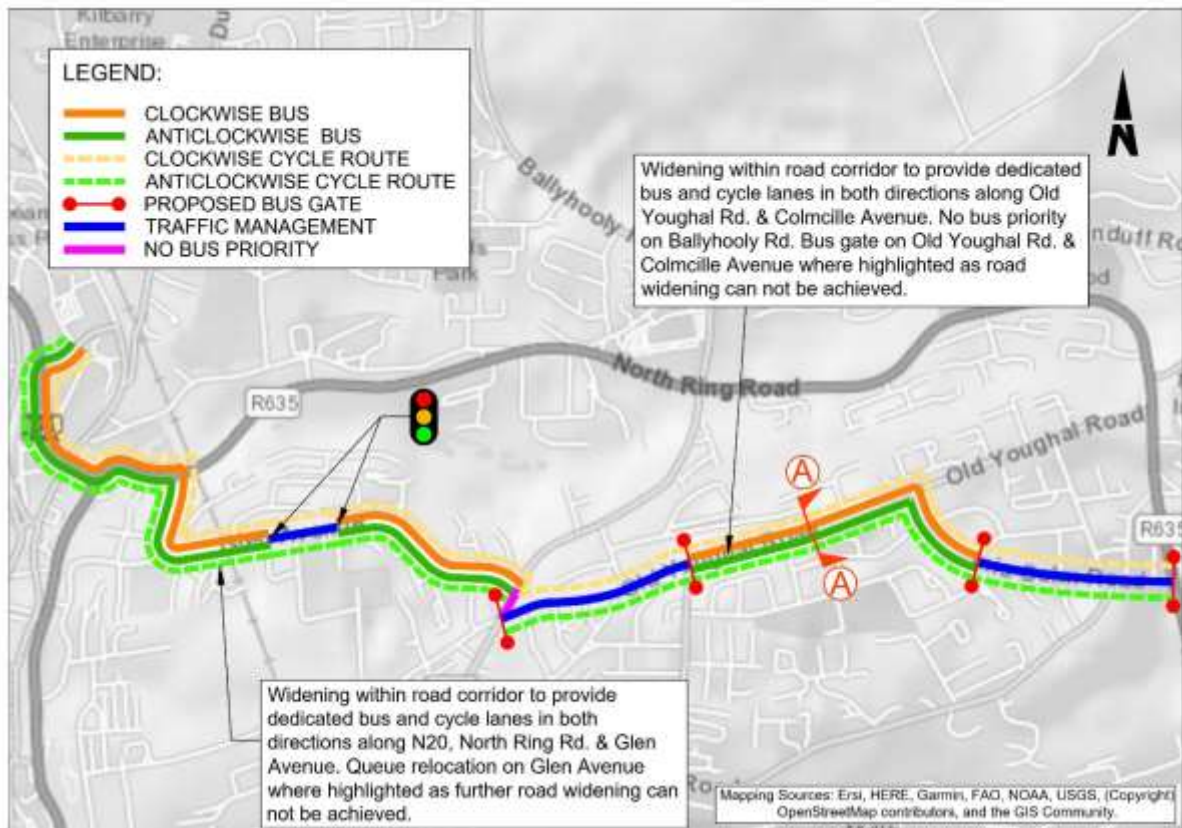 Kilbarry
Enterprise
LEGEND:
CLOCKWISE BUS
ANTICLOCKWISE BUS
CLOCKWISE CYCLE ROUTE
ANTICLOCKWISE CYCLE ROUTE
PROPOSED BUS GATE
TRAFFIC MANAGEMENT
NO BUS PRIORITY
N
Ballyhooly
Park
Widening within road corridor to provide
dedicated bus and cycle lanes in both
directions along Old
Youghal Rd. & Colmcille Avenue. No bus priority
on Ballyhooly Rd. Bus gate on Old Youghal Rd. &
Colmcille Avenue where highlighted as road
widening can not be achieved.
North Ring Road
R635
Old Youghal Road
A
A
R635
Widening within road corridor to provide
dedicated bus and cycle lanes in both
directions along N20, North Ring Rd. & Glen
Avenue. Queue relocation on Glen Avenue
where highlighted as further road widening can
not be achieved.
Mapping Sources: Ersi, HERE, Garmin, FAO, NOAA, USGS, (Copyright)
OpenStreetMap contributors, and the GIS Community.